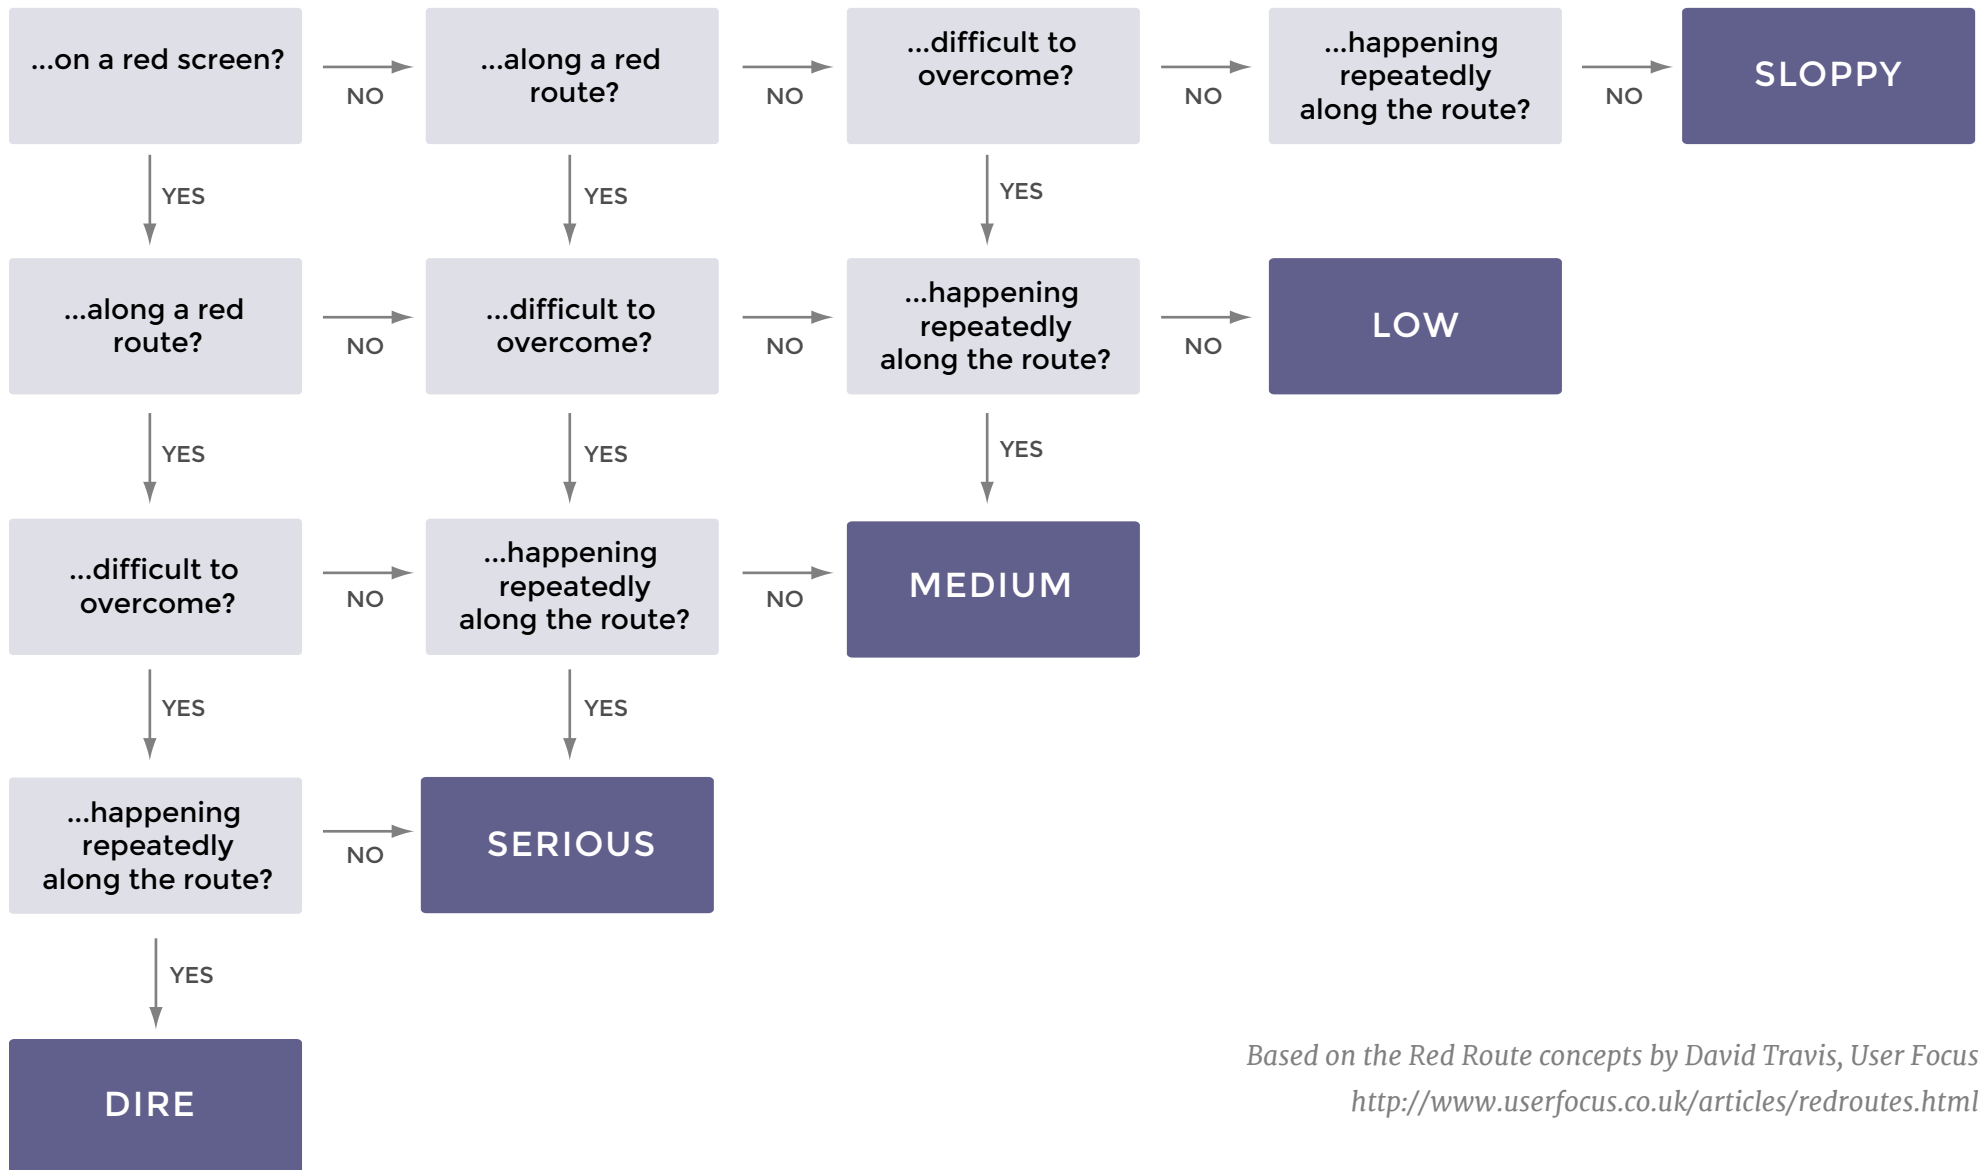 ...on a red screen?
NO
...along a red
route?
NO
...difficult to
overcome?
NO
...happening
repeatedly
along the route?
NO
SLOPPY
YES
YES
YES
...along a red
route?
NO
...difficult to
overcome?
NO
...happening
repeatedly
along the route?
NO
LOW
YES
YES
YES
...difficult to
overcome?
NO
...happening
repeatedly
along the route?
NO
MEDIUM
YES
YES
...happening
repeatedly
along the route?
NO
SERIOUS
YES
DIRE
Based on the Red Route concepts by David Travis, User Focus
http://www.userfocus.co.uk/articles/redroutes.html